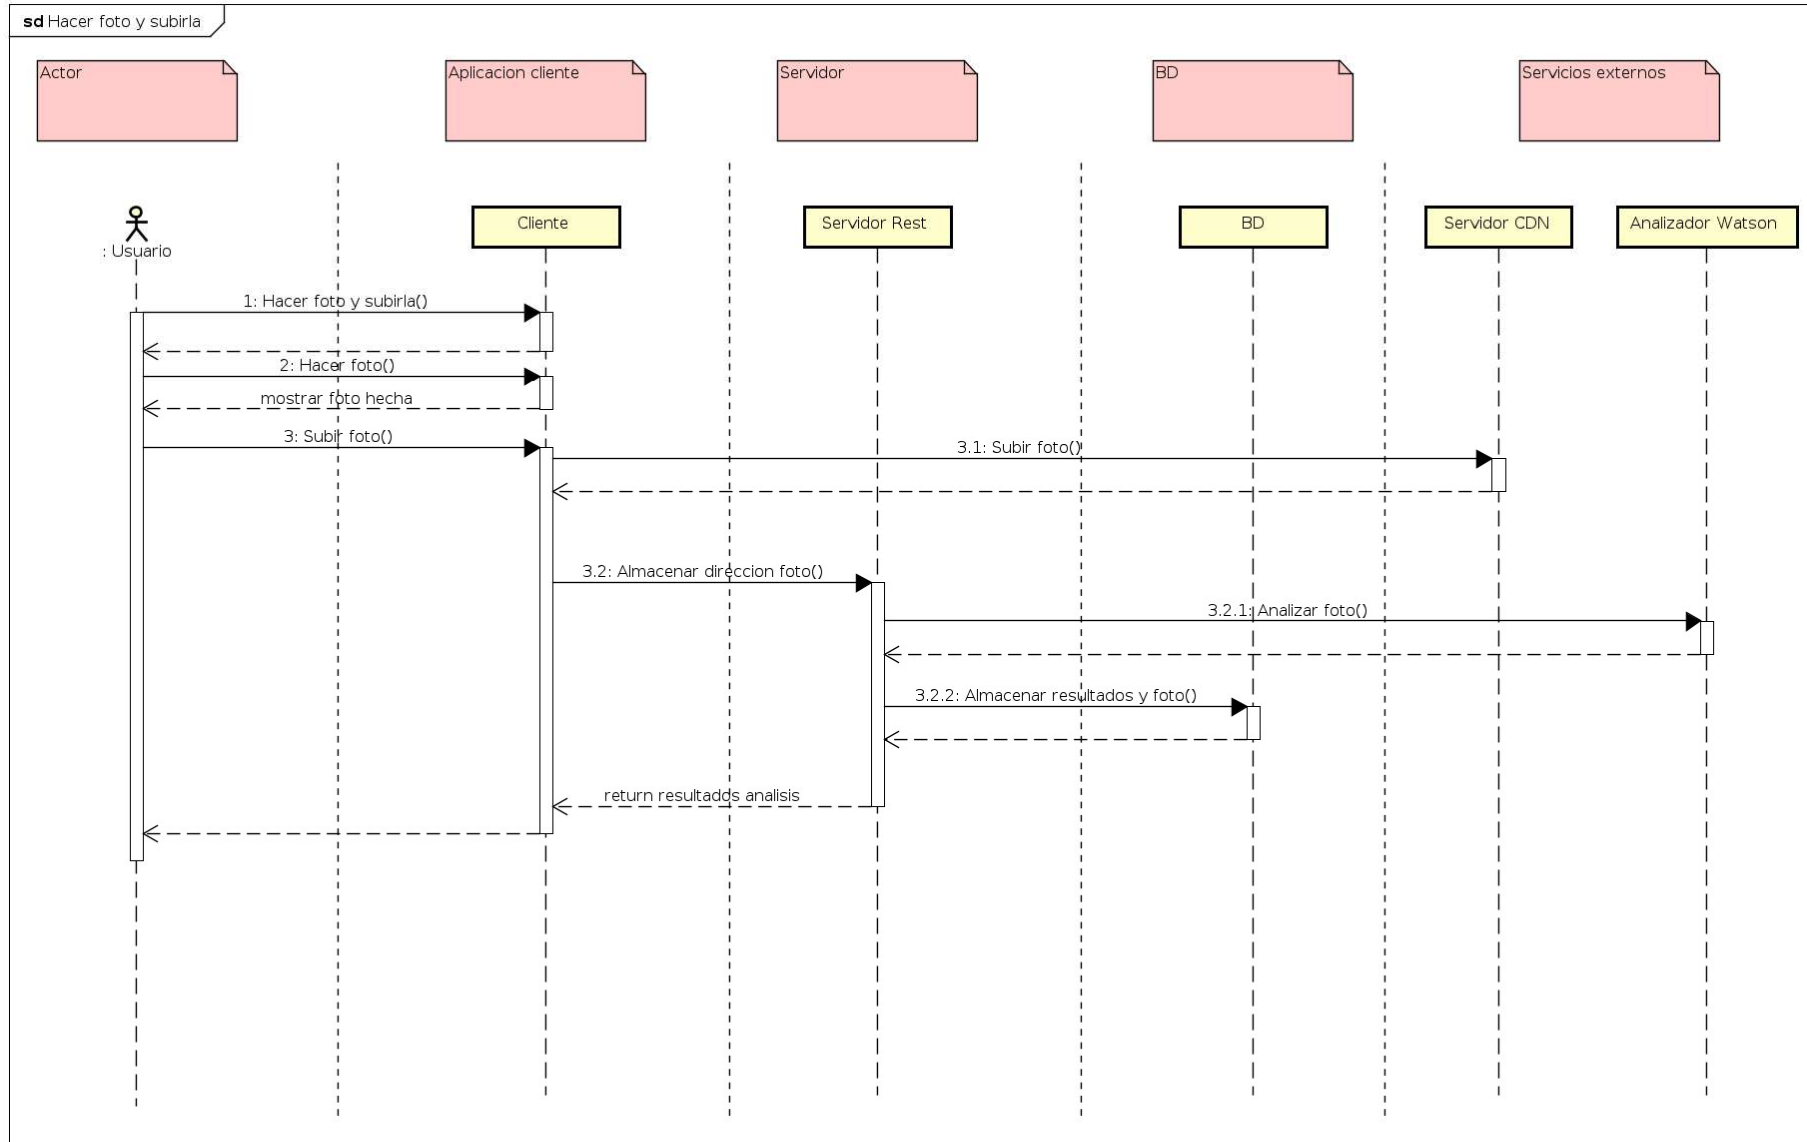 sd Hacer foto y subirla
Actor
Aplicacion cliente
Servidor
BD
Servicios externos
: Usuario
Cliente
Servidor Rest
BD
Servidor CDN
Analizador Watson
1: Hacer foto y subirla()
2: Hacer foto()
mostrar foto hecha
3: Subir foto()
3.1: Subir foto()
3.2: Almacenar direccion foto()
3.2.1: Analizar foto()
3.2.2: Almacenar resultados y foto()
return resultados analisis